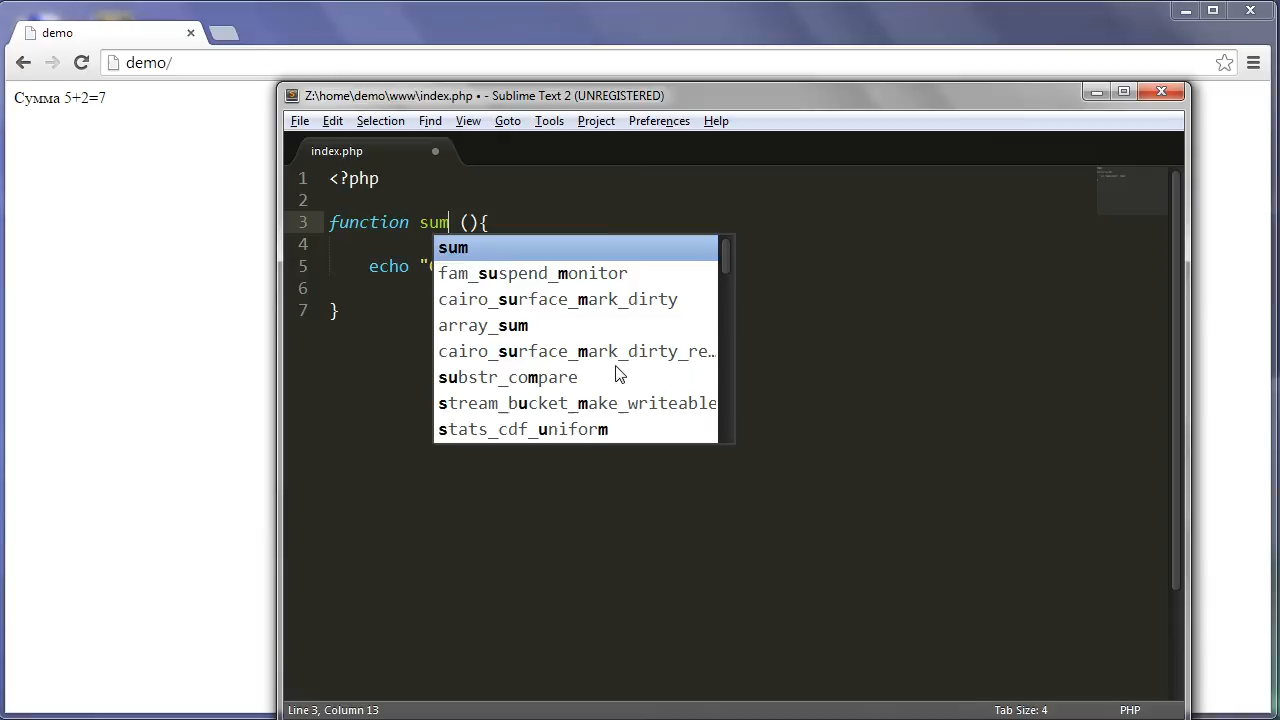 demo
demo/
Сумма 5+2=7
Z:\home\demo\www\index.php • - Sublime Text 2 (UNREGISTERED)
File Edit Selection Find View Goto Tools Project Preferences Help
index.php
1 <?php
2
3 function sum (){
4
5 echo "
6
7 }
sum
fam_suspend_monitor
cairo_surface_mark_dirty
array_sum
cairo_surface_mark_dirty_re…
substr_compare
stream_bucket_make_writeable
stats_cdf_uniform
Line 3, Column 13 Tab Size: 4 PHP